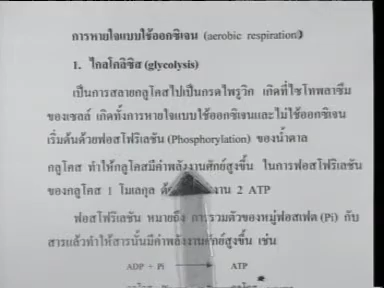 การหายใจแบบใช้ออกซิเจน (aerobic respiration)
1. ไกลโกลิซิส (glycolysis)
เป็นการสลายกลูโคสไปเป็นกรดไพรูวิก เกิดที่ไซโทพลาซึม
ของเซลล์ เกิดทั้งการหายใจแบบใช้ออกซิเจนและไม่ใช้ออกซิเจน
เริ่มต้นด้วยฟอสโฟริเลชัน (Phosphorylation) ของน้ำตาล
กลูโคส ทำให้กลูโคสมีค่าพลังงานศักย์สูงขึ้น ในการฟอสโฟริเลชัน
ของกลูโคส 1 โมเลกุล งาน 2 ATP
ฟอสโฟริเลชัน หมายถึง การรวมตัวของหมู่ฟอสเฟต (Pi) กับ
สารแล้วทำให้สารนั้นมีค่าพลังงานศักย์สูงขึ้น เช่น
ADP + Pi → ATP